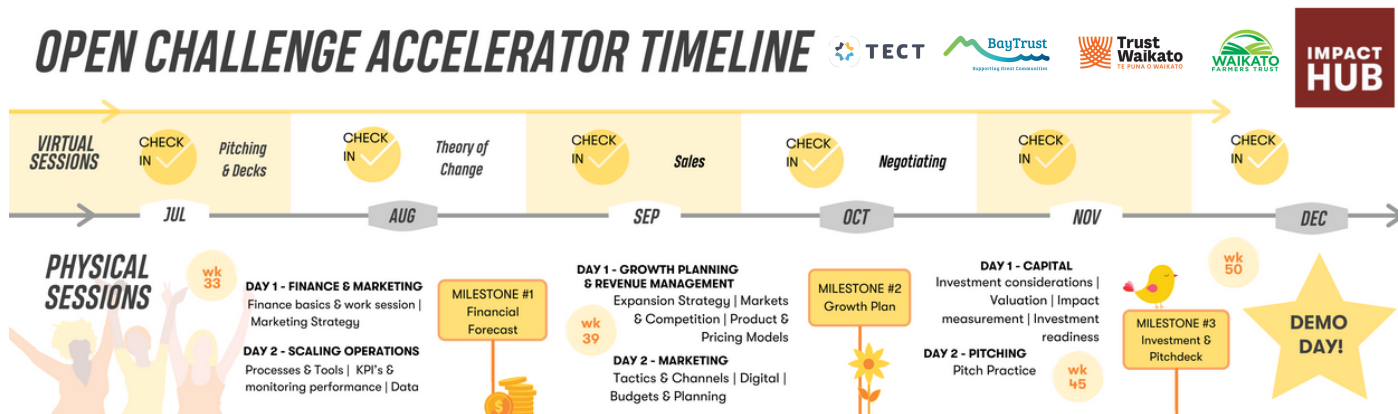 OPEN CHALLENGE ACCELERATOR TIMELINE
TECT
BayTrust
Supporting Great Communities
Trust
Waikato
TE PUNA O WAIKATO
WAIKATO
FARMERS TRUST
IMPACT
HUB
VIRTUAL
SESSIONS
CHECK
IN
Pitching
& Decks
CHECK
IN
Theory of
Change
CHECK
IN
Sales
CHECK
IN
Negotiating
CHECK
IN
CHECK
IN
JUL
AUG
SEP
OCT
NOV
DEC
PHYSICAL
SESSIONS
wk
33
DAY 1 - FINANCE & MARKETING
Finance basics & work session |
Marketing Strategy
DAY 2 - SCALING OPERATIONS
Processes & Tools | KPI's &
monitoring performance | Data
MILESTONE #1
Financial
Forecast
DAY 1 - GROWTH PLANNING
& REVENUE MANAGEMENT
Expansion Strategy | Markets
& Competition | Product &
Pricing Models
wk
39
DAY 2 - MARKETING
Tactics & Channels | Digital |
Budgets & Planning
MILESTONE #2
Growth Plan
DAY 1 - CAPITAL
Investment considerations |
Valuation | Impact
measurement | Investment
readiness
DAY 2 - PITCHING
Pitch Practice
wk
45
MILESTONE #3
Investment &
Pitchdeck
wk
50
DEMO
DAY!